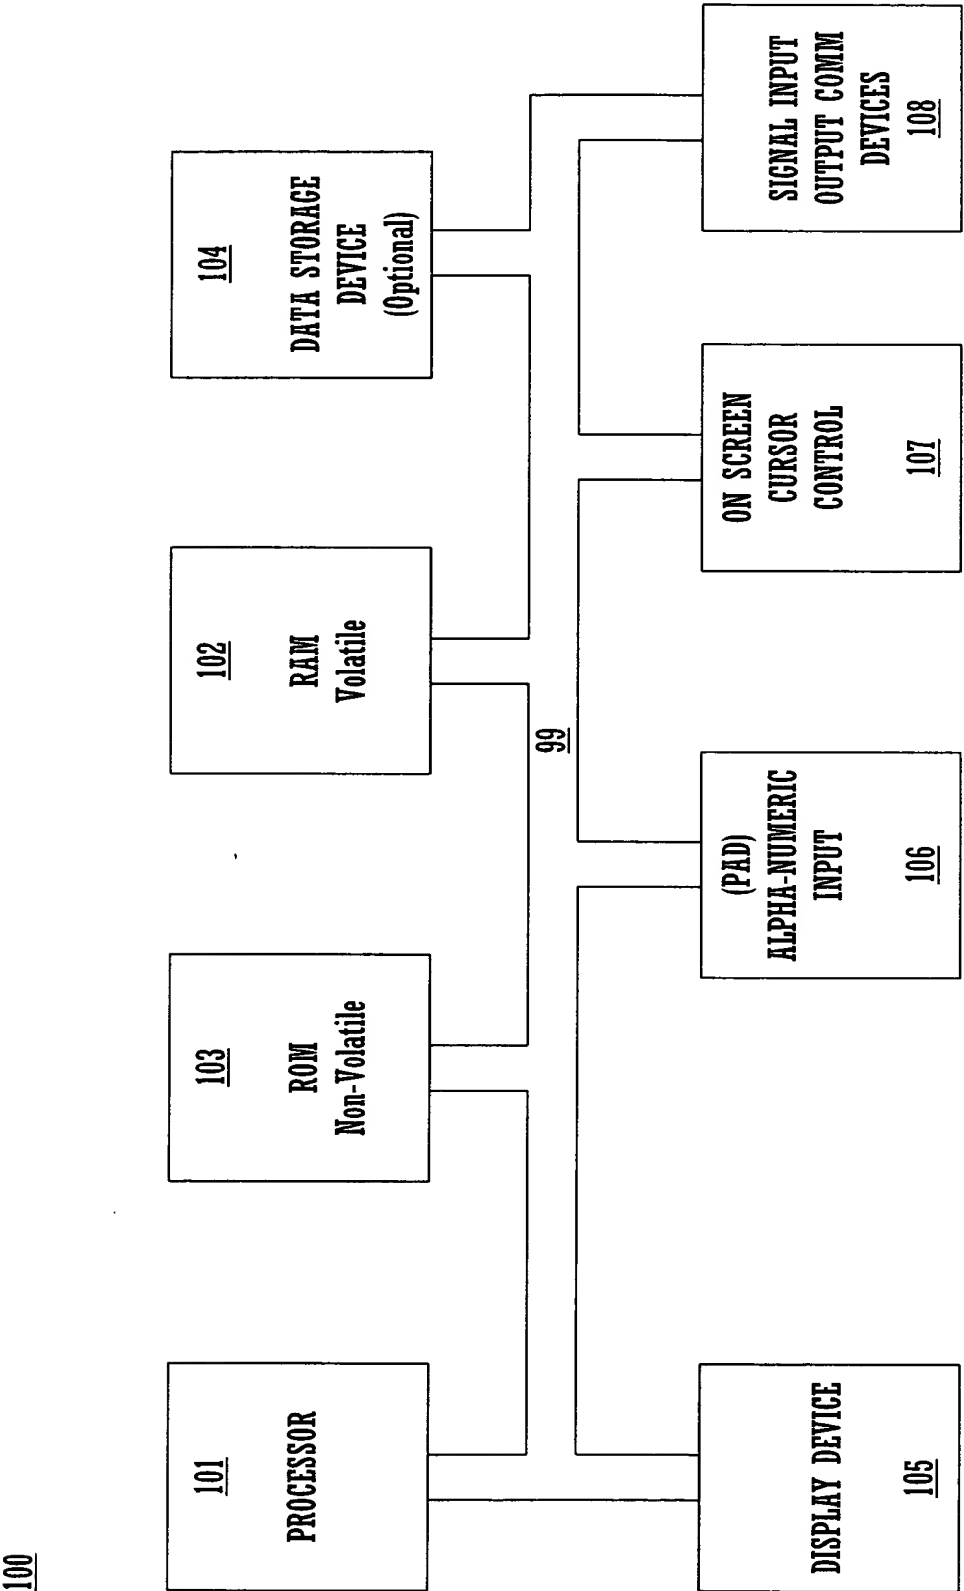 100
101
PROCESSOR
103
ROM
Non-Volatile
102
RAM
Volatile
104
DATA STORAGE
DEVICE
(Optional)
99
DISPLAY DEVICE
105
(PAD)
ALPHA-NUMERIC
INPUT
106
ON SCREEN
CURSOR
CONTROL
107
SIGNAL INPUT
OUTPUT COMM
DEVICES
108